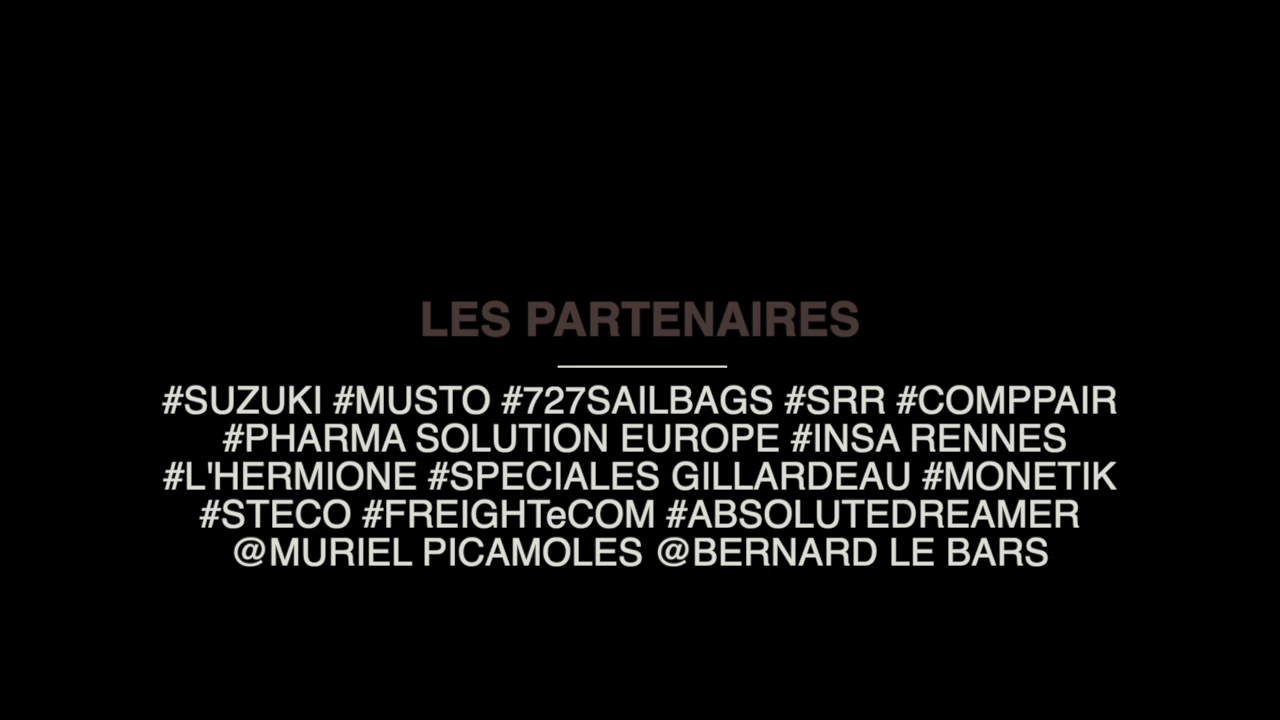 LES PARTENAIRES
#SUZUKI #MUSTO #727SAILBAGS #SRR #COMPPAIR
#PHARMA SOLUTION EUROPE #INSA RENNES
#L'HERMIONE #SPECIALES GILLARDEAU #MONETIK
#STECO #FREIGHTeCOM #ABSOLUTEDREAMER
@MURIEL PICAMOLES @BERNARD LE BARS